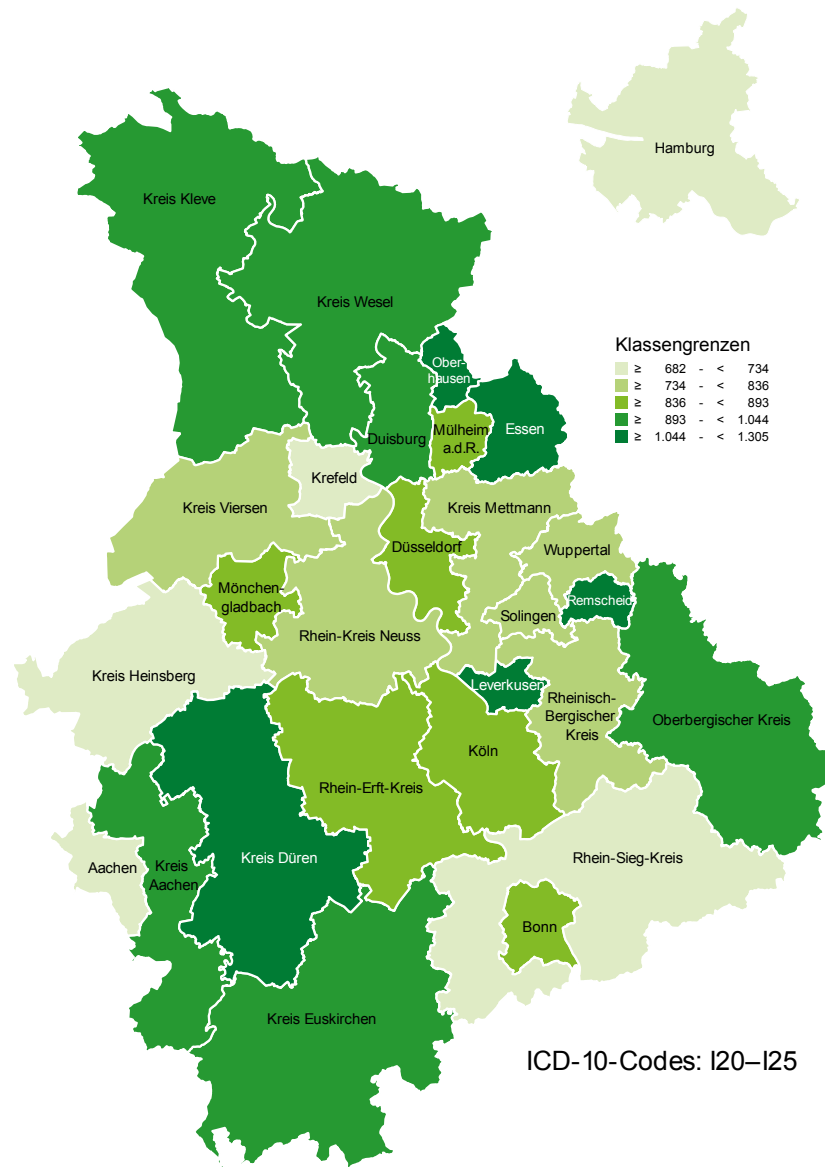 Hamburg
Kreis Kleve
Kreis Wesel
Klassengrenzen
≥ 682 - < 734
≥ 734 - < 836
≥ 836 - < 893
≥ 893 - < 1.044
≥ 1.044 - < 1.305
Ober-
hausen
Duisburg
Mülheim
a.d.R.
Essen
Krefeld
Kreis Viersen
Kreis Mettmann
Düsseldorf
Wuppertal
Mönchen-
gladbach
Remscheid
Solingen
Rhein-Kreis Neuss
Kreis Heinsberg
Leverkusen
Rheinisch-
Bergischer
Kreis
Oberbergischer Kreis
Köln
Rhein-Erft-Kreis
Aachen
Kreis
Aachen
Kreis Düren
Rhein-Sieg-Kreis
Bonn
Kreis Euskirchen
ICD-10-Codes: I20–I25